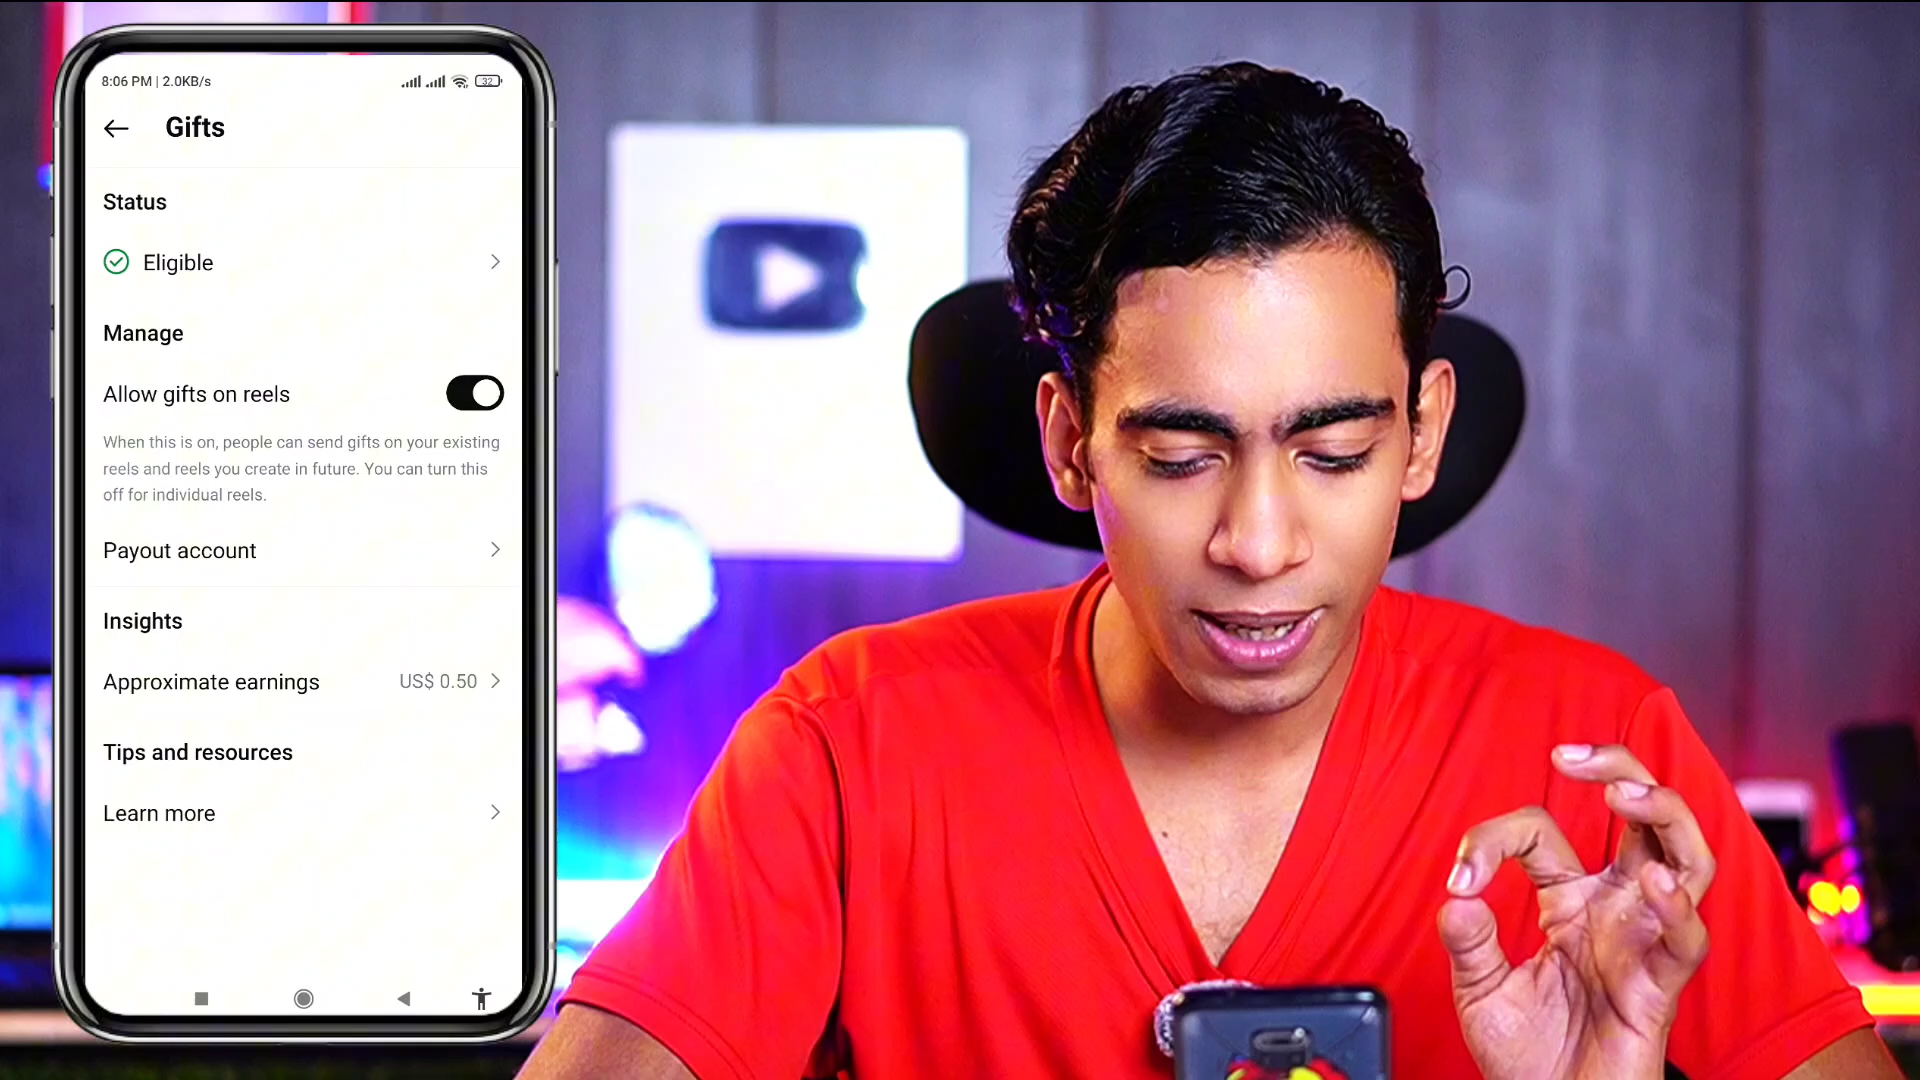 8:06 PM | 2.0KB/s
32
Gifts
Status
Eligible
Manage
Allow gifts on reels
When this is on, people can send gifts on your existing
reels and reels you create in future. You can turn this
off for individual reels.
Payout account
Insights
Approximate earnings US$ 0.50
Tips and resources
Learn more